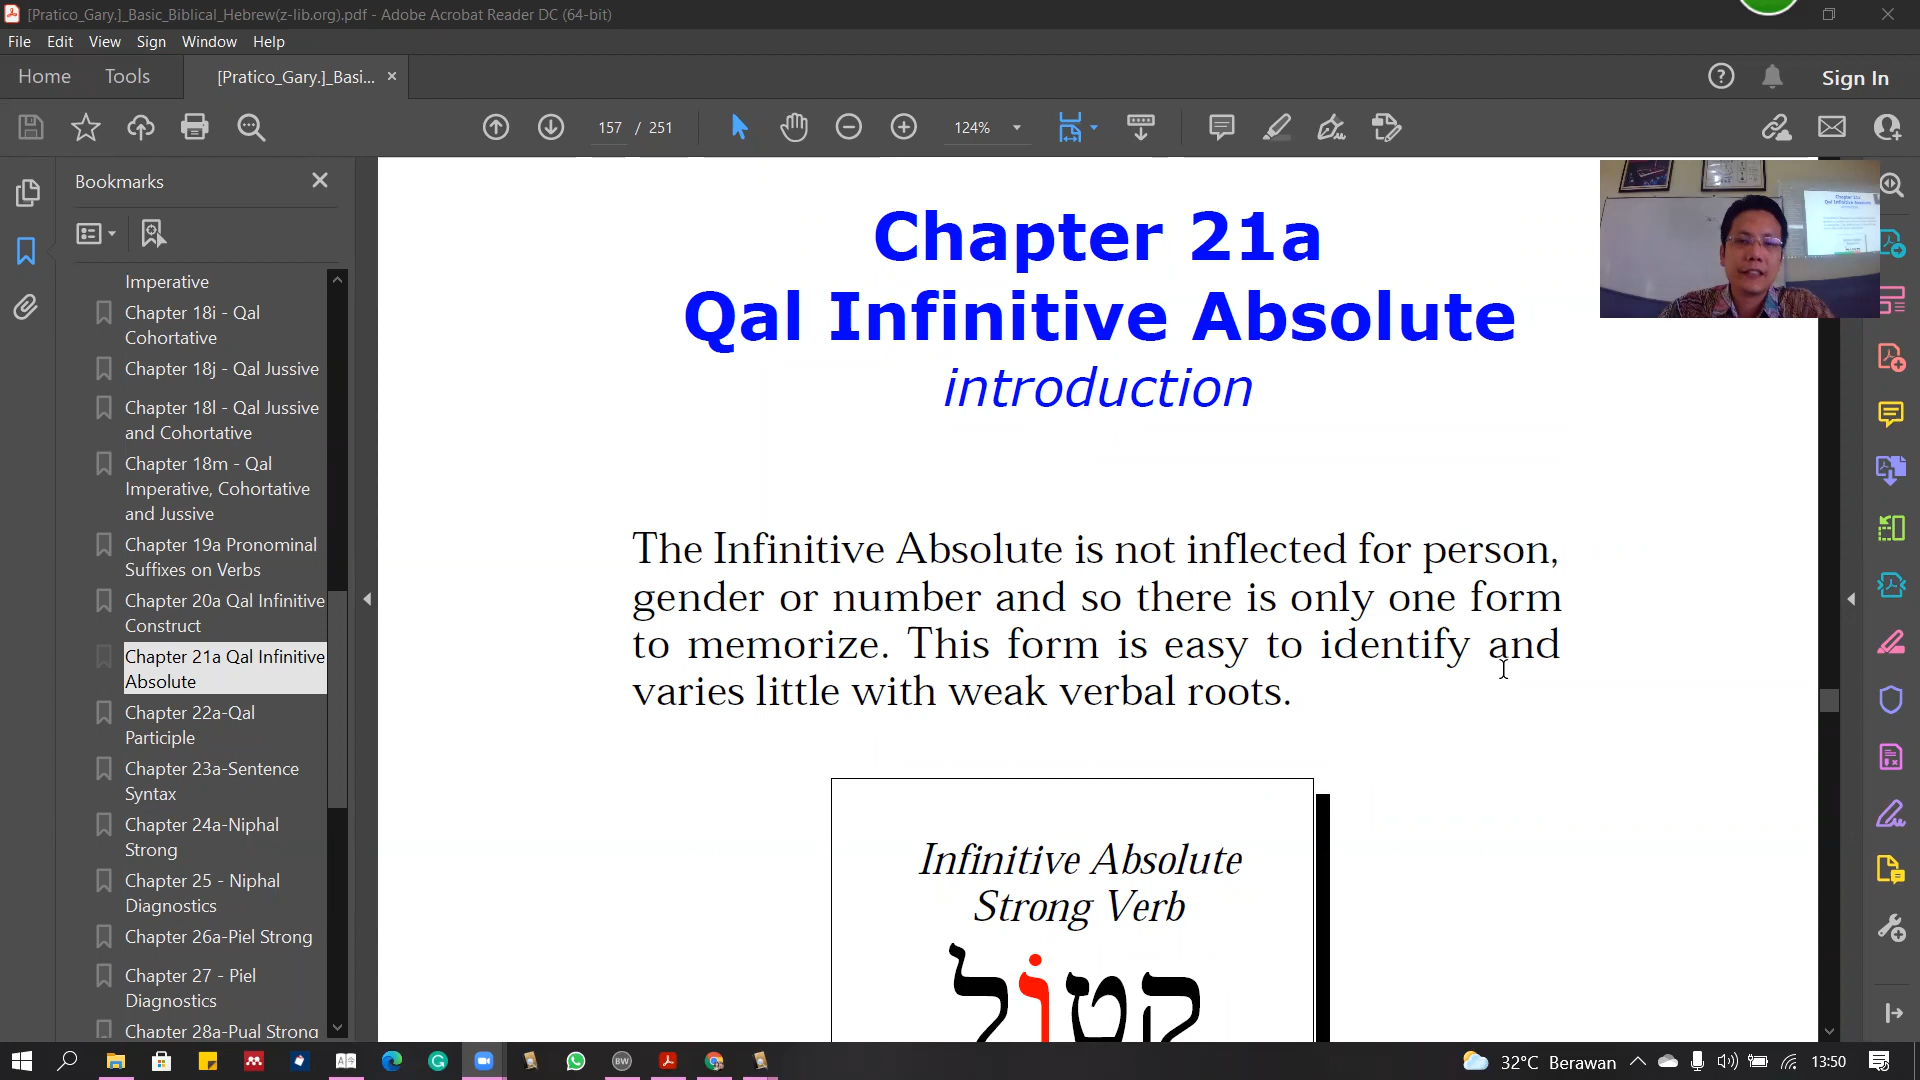 [Pratico_Gary.]_Basic_Biblical_Hebrew(z-lib.org).pdf - Adobe Acrobat Reader DC (64-bit)
File Edit View Sign Window Help
Home Tools [Pratico_Gary.]_Basi... × Sign In
157 / 251 124%
Bookmarks
Imperative
Chapter 18i - Qal
Cohortative
Chapter 18j - Qal Jussive
Chapter 18l - Qal Jussive
and Cohortative
Chapter 18m - Qal
Imperative, Cohortative
and Jussive
Chapter 19a Pronominal
Suffixes on Verbs
Chapter 20a Qal Infinitive
Construct
Chapter 21a Qal Infinitive
Absolute
Chapter 22a-Qal
Participle
Chapter 23a-Sentence
Syntax
Chapter 24a-Niphal
Strong
Chapter 25 - Niphal
Diagnostics
Chapter 26a-Piel Strong
Chapter 27 - Piel
Diagnostics
Chapter 28a-Pual Strong
Chapter 21a
Qal Infinitive Absolute
introduction
The Infinitive Absolute is not inflected for person,
gender or number and so there is only one form
to memorize. This form is easy to identify and
varies little with weak verbal roots.
Infinitive Absolute
Strong Verb
קטוֹל
BW
32°C Berawan 13:50